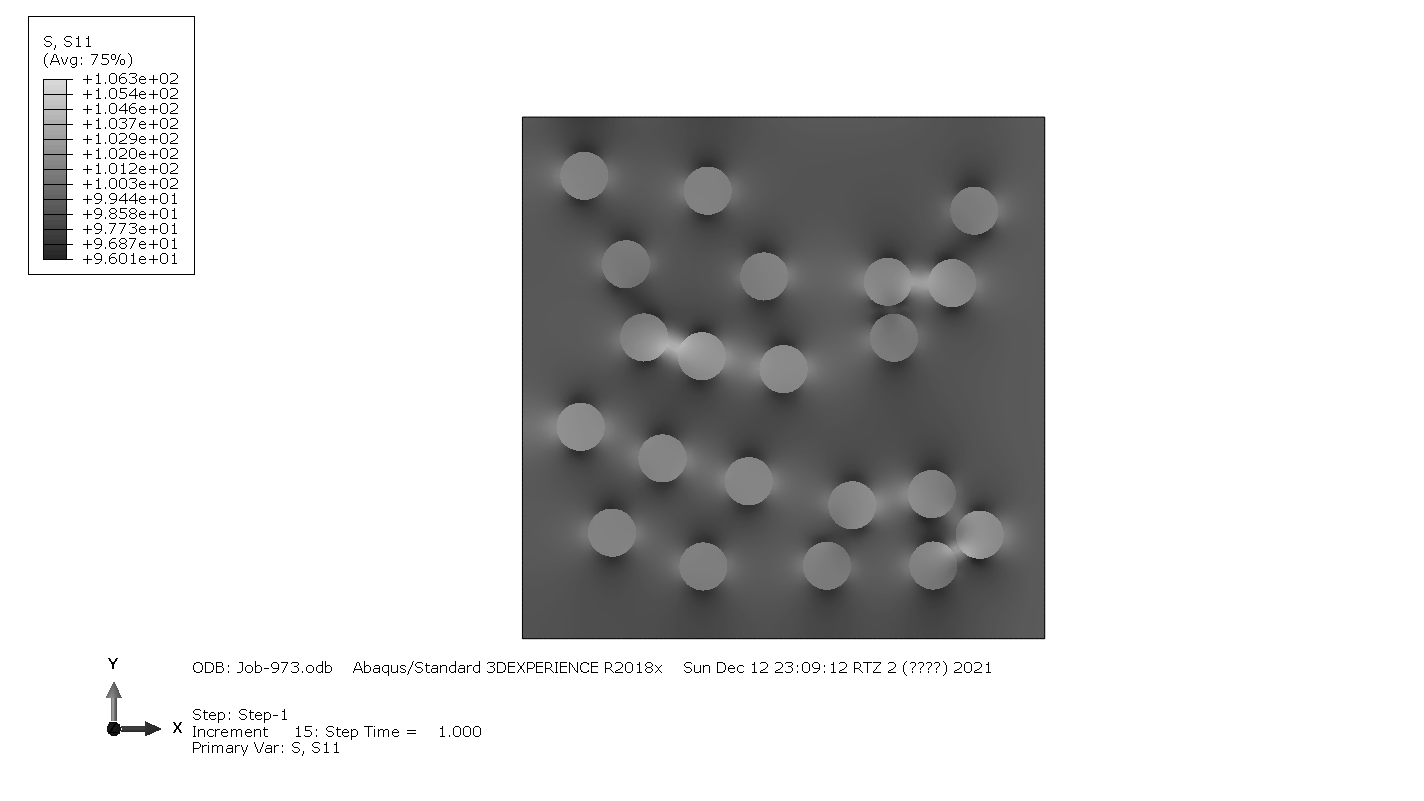 S, S11
(Avg: 75%)
+1.063e+02
+1.054e+02
+1.046e+02
+1.037e+02
+1.029e+02
+1.020e+02
+1.012e+02
+1.003e+02
+9.944e+01
+9.858e+01
+9.773e+01
+9.687e+01
+9.601e+01
Y
X
ODB: Job-973.odb Abaqus/Standard 3DEXPERIENCE R2018x Sun Dec 12 23:09:12 RTZ 2 (????) 2021
Step: Step-1
Increment 15: Step Time = 1.000
Primary Var: S, S11